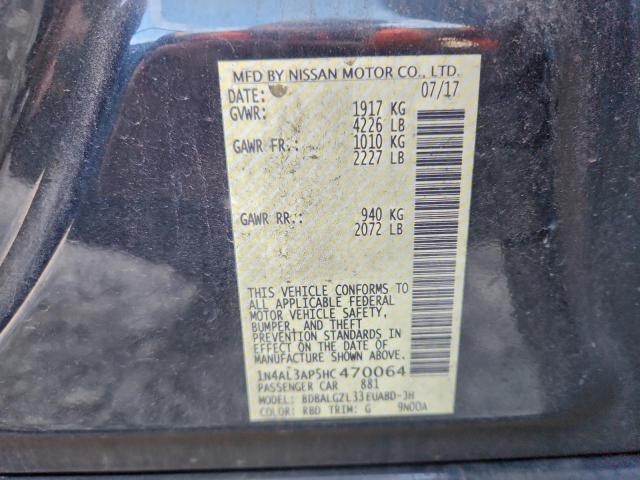 MFD BY NISSAN MOTOR CO., LTD.
DATE: 07/17
GVWR: 1917 KG
4226 LB
GAWR FR.: 1010 KG
2227 LB
GAWR RR.: 940 KG
2072 LB
THIS VEHICLE CONFORMS TO
ALL APPLICABLE FEDERAL
MOTOR VEHICLE SAFETY,
BUMPER, AND THEFT
PREVENTION STANDARDS IN
EFFECT ON THE DATE OF
MANUFACTURE SHOWN ABOVE.
1N4AL3AP5HC470064
PASSENGER CAR 881
MODEL: BDBALGZL33EUABD-JH
COLOR: RBD TRIM: G 9N00A